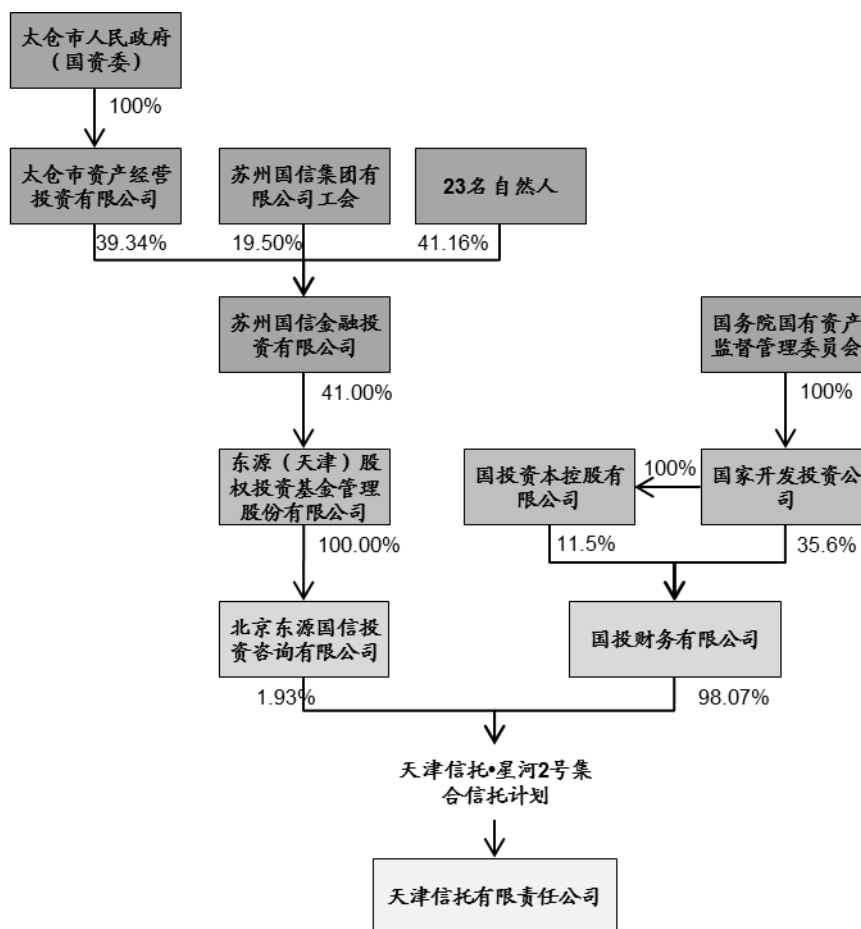 太仓市人民政府
（国资委）
100%
太仓市资产经营
投资有限公司
苏州国信集团有
限公司工会
23名自然人
39.34%
19.50%
41.16%
苏州国信金融投
资有限公司
国务院国有资产
监督管理委员会
41.00%
100%
东源（天津）股
权投资基金管理
股份有限公司
国投资本控股有
限公司
100%
国家开发投资公
司
100.00%
11.5%
35.6%
北京东源国信投
资咨询有限公司
国投财务有限公司
1.93%
98.07%
天津信托•星河2号集
合信托计划
天津信托有限责任公司